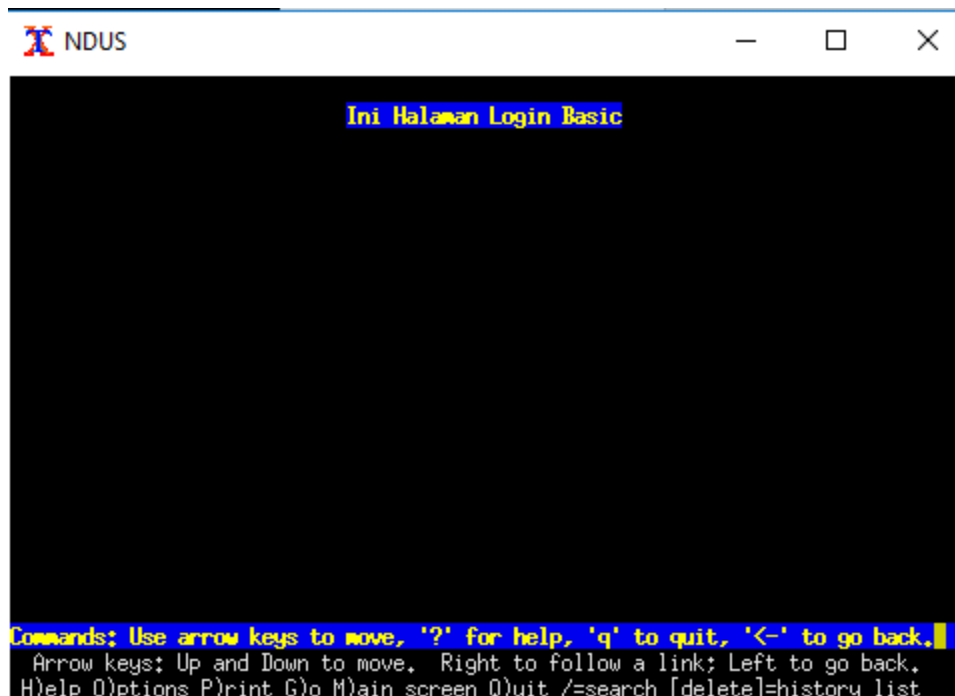 NDUS
Ini Halaman Login Basic
Commands: Use arrow keys to move, '?' for help, 'q' to quit, '<-' to go back.
Arrow keys: Up and Down to move.  Right to follow a link; Left to go back.
H)elp O)ptions P)rint G)o M)ain screen Q)uit /=search [delete]=history list